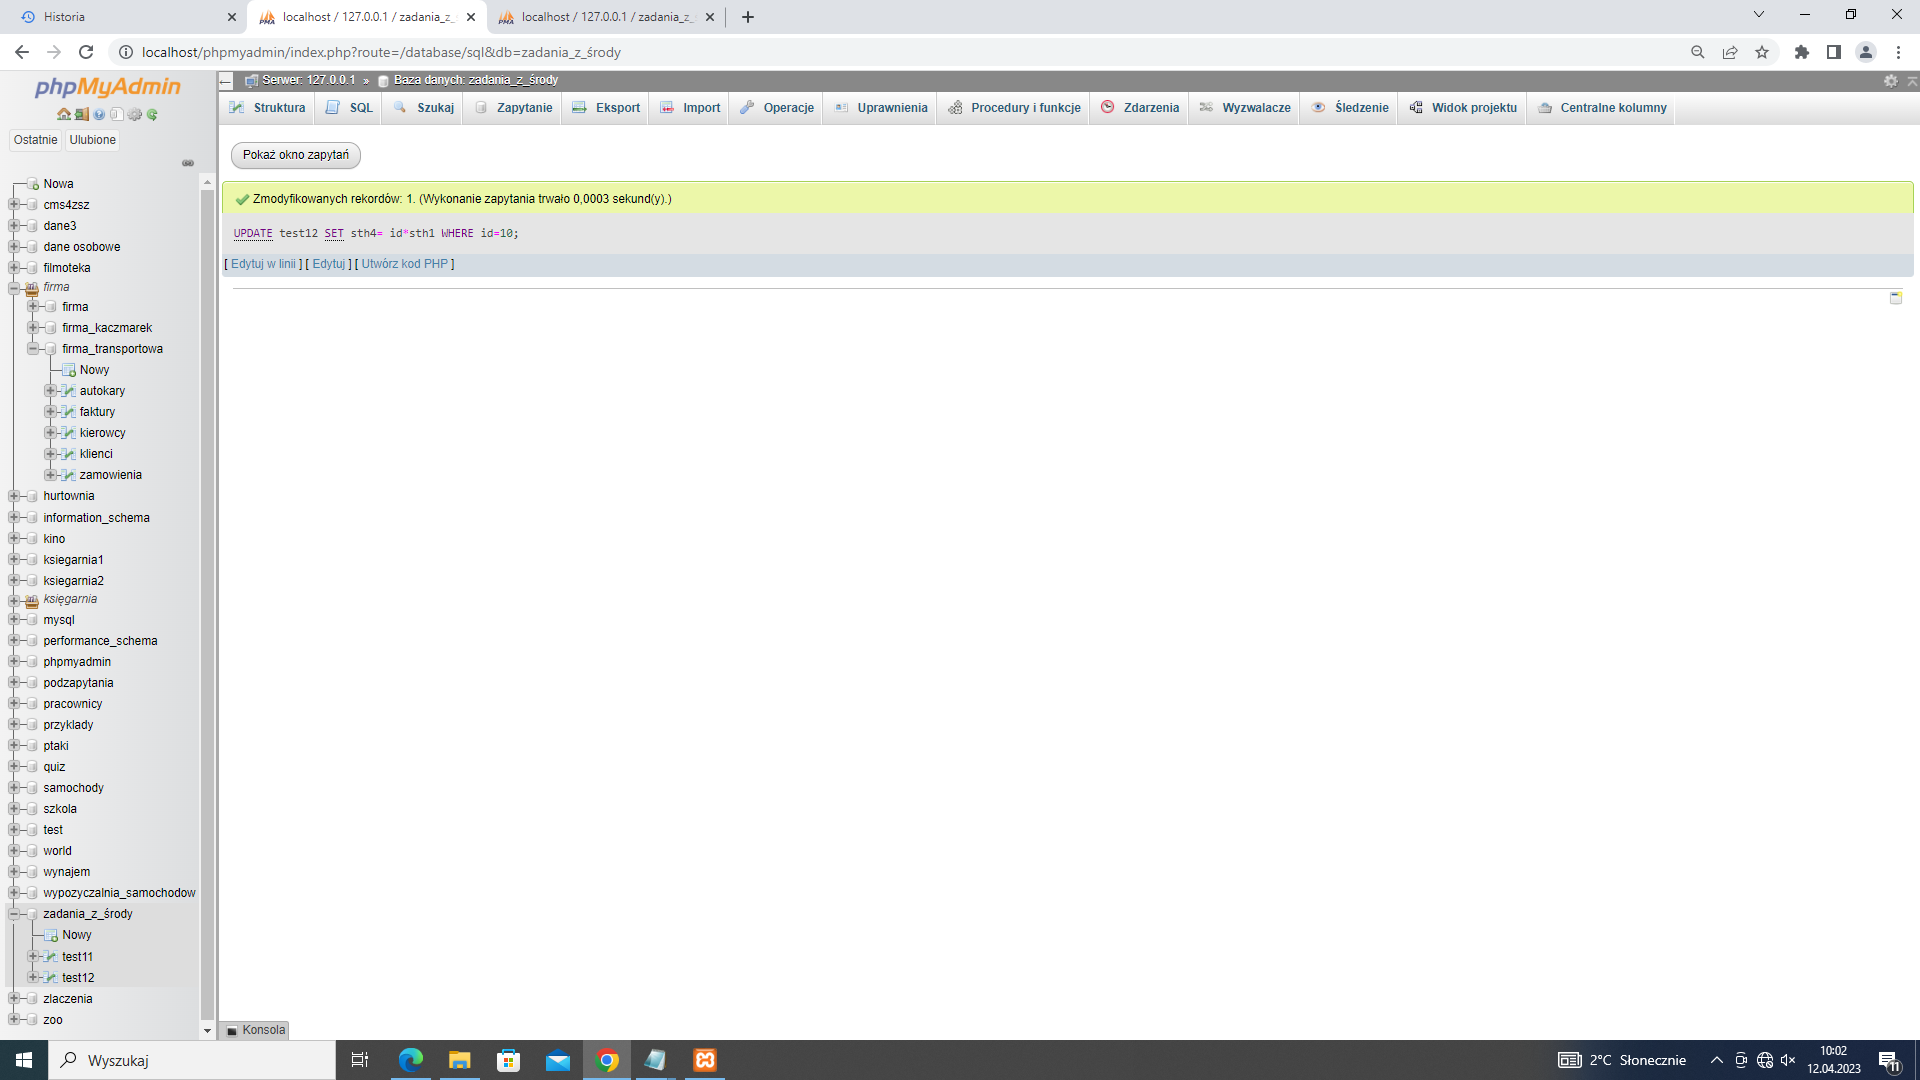 Historia
localhost / 127.0.0.1 / zadania_z_ś
localhost / 127.0.0.1 / zadania_z_
localhost/phpmyadmin/index.php?route=/database/sql&db=zadania_z_środy
phpMyAdmin
Ostatnie
Ulubione
Nowa
cms4zsz
dane3
dane osobowe
filmoteka
firma
firma
firma_kaczmarek
firma_transportowa
Nowy
autokary
faktury
kierowcy
klienci
zamowienia
hurtownia
information_schema
kino
ksiegarnia1
ksiegarnia2
księgarnia
mysql
performance_schema
phpmyadmin
podzapytania
pracownicy
przyklady
ptaki
quiz
samochody
szkola
test
world
wynajem
wypozyczalnia_samochodow
zadania_z_środy
Nowy
test11
test12
zlaczenia
zoo
Serwer: 127.0.0.1 » Baza danych: zadania_z_środy
Struktura
SQL
Szukaj
Zapytanie
Eksport
Import
Operacje
Uprawnienia
Procedury i funkcje
Zdarzenia
Wyzwalacze
Śledzenie
Widok projektu
Centralne kolumny
Pokaż okno zapytań
Zmodyfikowanych rekordów: 1. (Wykonanie zapytania trwało 0,0003 sekund(y).)
UPDATE test12 SET sth4= id*sth1 WHERE id=10;
[ Edytuj w linii ] [ Edytuj ] [ Utwórz kod PHP ]
Konsola
Wyszukaj
2°C Słonecznie
10:02
12.04.2023
11